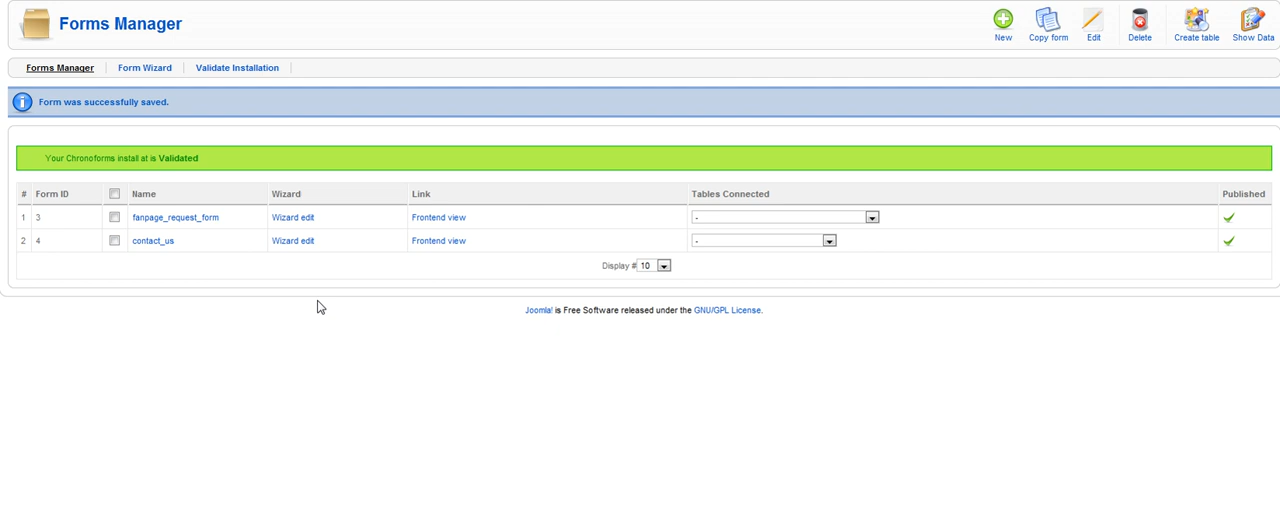 Forms Manager
New Copy form Edit Delete Create table Show Data
Forms Manager Form Wizard Validate Installation
Form was successfully saved.
Your Chronoforms install at is Validated
# Form ID Name Wizard Link Tables Connected Published
1 3 fanpage_request_form Wizard edit Frontend view -
2 4 contact_us Wizard edit Frontend view -
Display # 10
Joomla! is Free Software released under the GNU/GPL License.